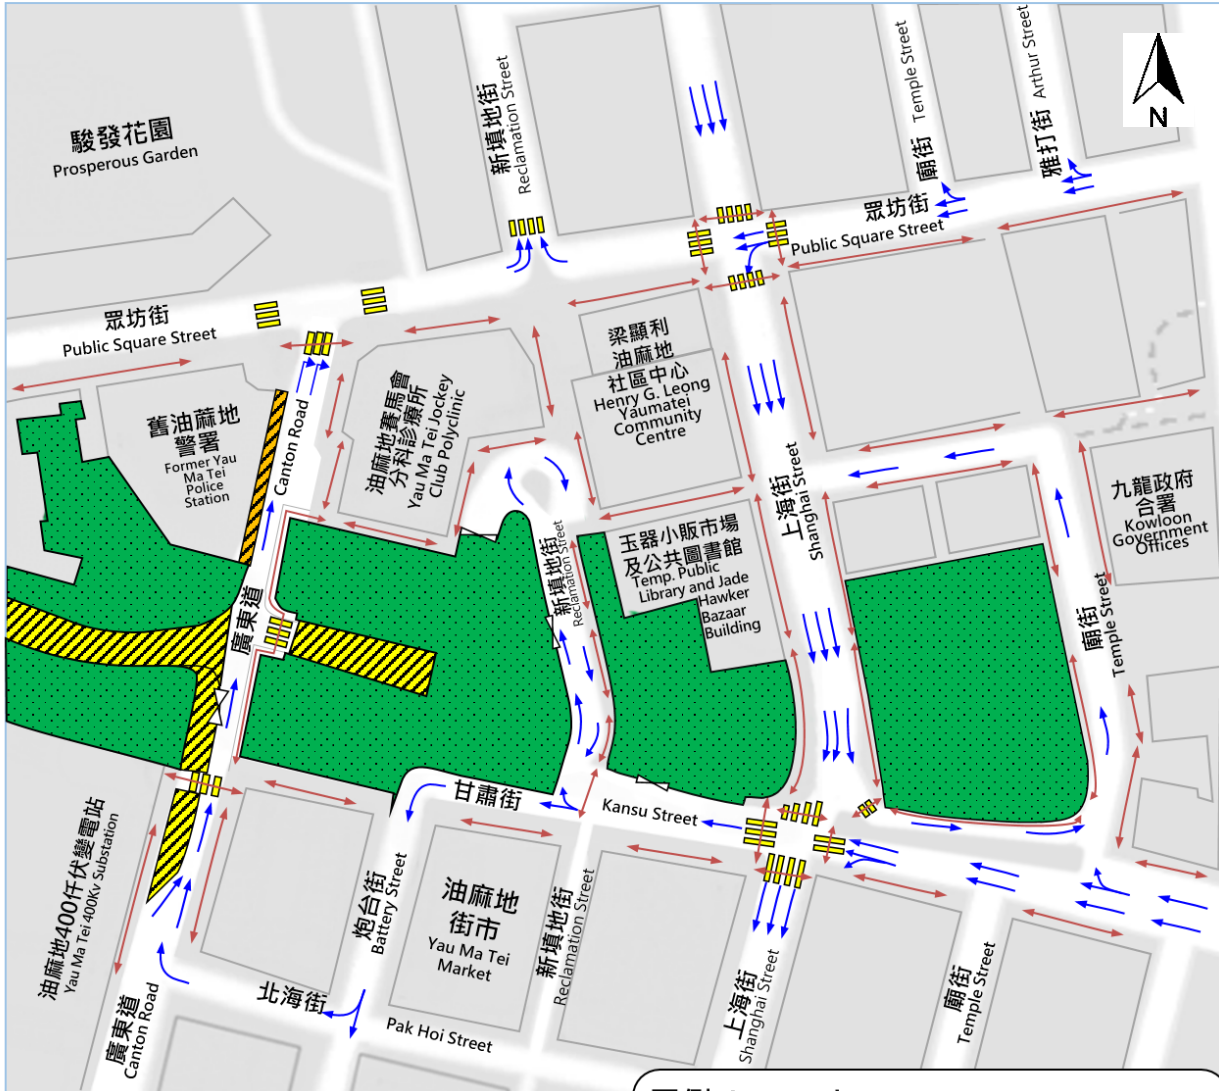 新填地街
Reclamation Street
廟街
Temple Street
雅打街
Arthur Street
N
駿發花園
Prosperous Garden
眾坊街
Public Square Street
眾坊街
Public Square Street
舊油蔴地
警署
Former Yau
Ma Tei
Police
Station
Canton Road
油麻地賽馬會
分科診療所
Yau Ma Tei Jockey
Club Polyclinic
梁顯利
油麻地
社區中心
Henry G. Leong
Yaumatei
Community
Centre
上海街
Shanghai Street
九龍政府
合署
Kowloon
Government
Offices
玉器小販市場
及公共圖書館
Temp. Public
Library and Jade
Hawker
Bazaar
Building
新填地街
Reclamation Street
廣東道
廟街
Temple Street
甘肅街
Kansu Street
油麻地400仟伏變電站
Yau Ma Tei 400Kv Substation
炮台街
Battery Street
油麻地
街市
Yau Ma Tei
Market
新填地街
Reclamation Street
上海街
Shanghai Street
廟街
Temple Street
廣東道
Canton Road
北海街
Pak Hoi Street